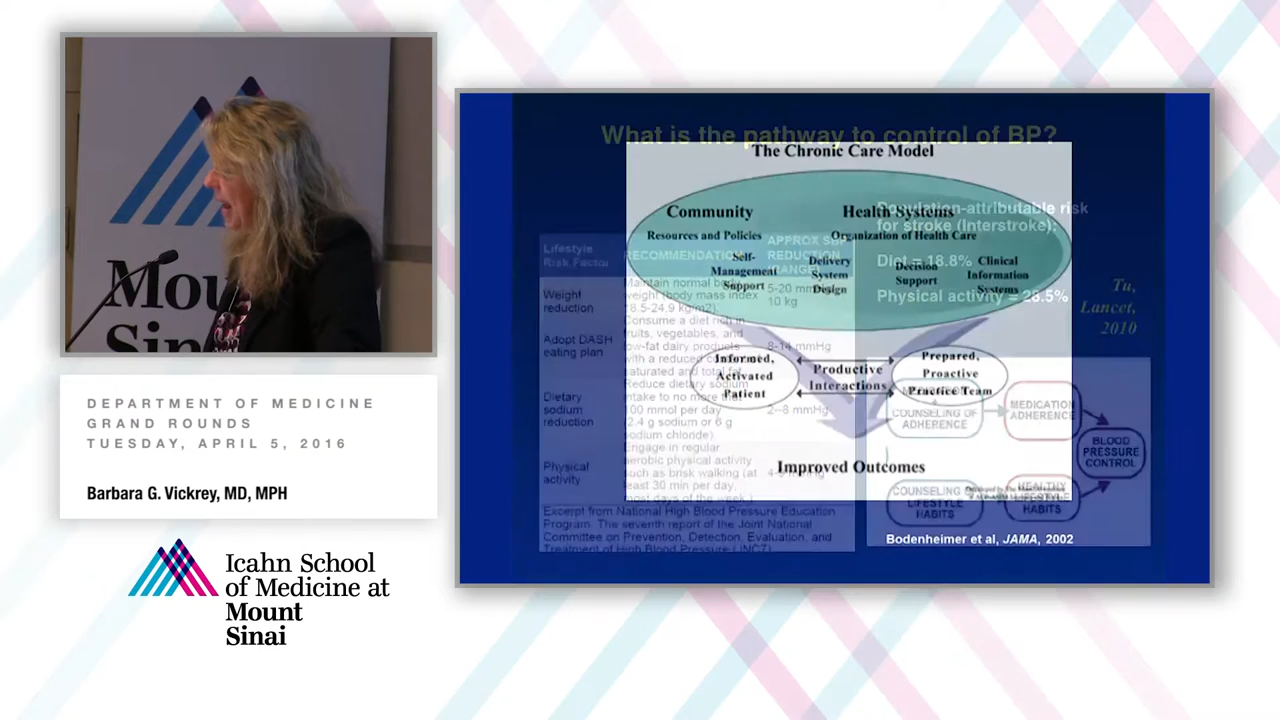 Mount
Sinai
DEPARTMENT OF MEDICINE
GRAND ROUNDS
TUESDAY, APRIL 5, 2016
Barbara G. Vickrey, MD, MPH
Icahn School
of Medicine at
Mount
Sinai
What is the pathway to control of BP?
The Chronic Care Model
Community
Resources and Policies
Self-
Management
Support
Health Systems
Organization of Health Care
Delivery
System
Design
Decision
Support
Clinical
Information
Systems
Informed,
Activated
Patient
Productive
Interactions
Prepared,
Proactive
Practice Team
Improved Outcomes
Population-attributable risk
for stroke (Interstroke);
Diet = 18.8%
Physical activity = 28.5%
Tu,
Lancet,
2010
Lifestyle
Risk Factor
RECOMMENDATION
APPROX SBP
REDUCTION
(RANGE)
Weight
reduction
Maintain normal body
weight (body mass index
18.5-24.9 kg/m2)
5-20 mmHg
10 kg
Adopt DASH
eating plan
Consume a diet rich in
fruits, vegetables, and
low-fat dairy products
with a reduced
saturated and total fat
8-14 mmHg
Dietary
sodium
reduction
Reduce dietary sodium
intake to no more than
100 mmol per day
(2.4 g sodium or 6 g
sodium chloride)
2--8 mmHg
Physical
activity
Engage in regular
aerobic physical activity
such as brisk walking (at
least 30 min per day,
most days of the week.)
Excerpt from National High Blood Pressure Education
Program. The seventh report of the Joint National
Committee on Prevention, Detection, Evaluation, and
Treatment of High Blood Pressure (JNC7)
COUNSELING OF
ADHERENCE
MEDICATION
ADHERENCE
BLOOD
PRESSURE
CONTROL
COUNSELING
LIFESTYLE
HABITS
HEALTHY
LIFESTYLE
HABITS
Bodenheimer et al, JAMA, 2002